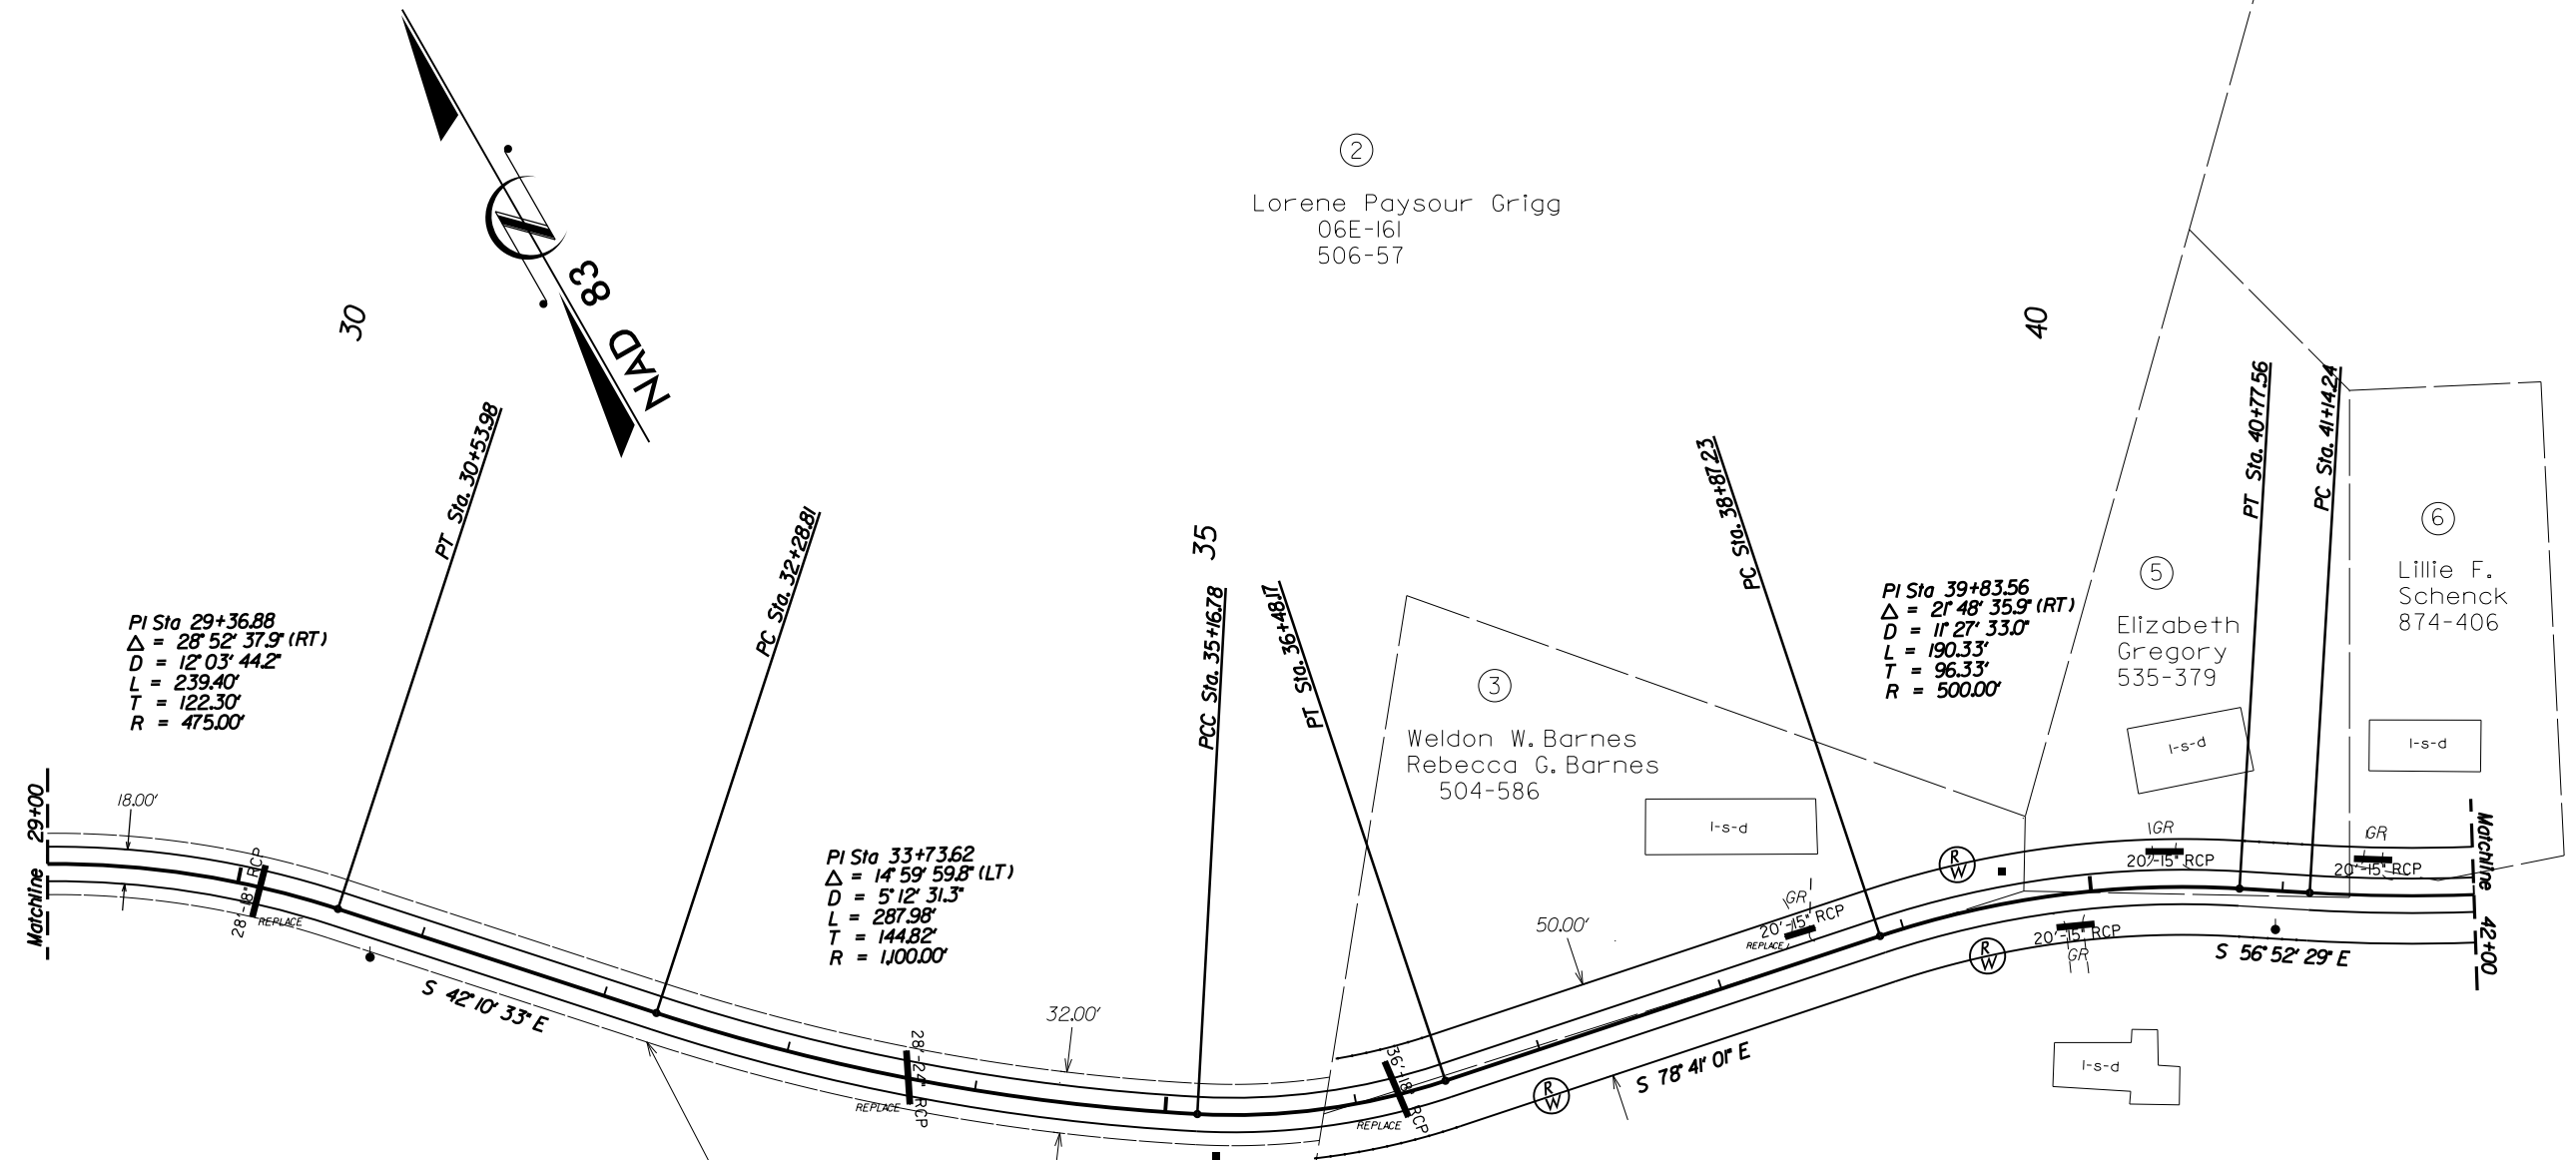 2
Lorene Paysour Grigg
06E-161
506-57
NAD 83
30
35
40
PT Sta. 30+53.98
PC Sta. 32+28.81
PCC Sta. 35+16.78
PT Sta. 36+48.17
PC Sta. 38+87.23
PT Sta. 40+77.56
PC Sta. 41+14.24
PI Sta 29+36.88
Δ = 28° 52' 37.9" (RT)
D = 12° 03' 44.2"
L = 239.40'
T = 122.30'
R = 475.00'
PI Sta 33+73.62
Δ = 14° 59' 59.8" (LT)
D = 5° 12' 31.3"
L = 287.98'
T = 144.82'
R = 1,100.00'
PI Sta 39+83.56
Δ = 21° 48' 35.9" (RT)
D = 11° 27' 33.0"
L = 190.33'
T = 96.33'
R = 500.00'
3
Weldon W. Barnes
Rebecca G. Barnes
504-586
1-s-d
5
Elizabeth
Gregory
535-379
1-s-d
6
Lillie F.
Schenck
874-406
1-s-d
Matchline 29+00
18.00'
28'-18" RCP
REPLACE
S 42° 10' 33" E
28'-24" RCP
REPLACE
32.00'
36'-18" RCP
REPLACE
50.00'
R/W
S 78° 41' 01" E
GR
20'-15" RCP
REPLACE
R/W
R/W
GR
20'-15" RCP
20'-15" RCP
GR
GR
20'-15" RCP
S 56° 52' 29" E
1-s-d
Matchline 42+00